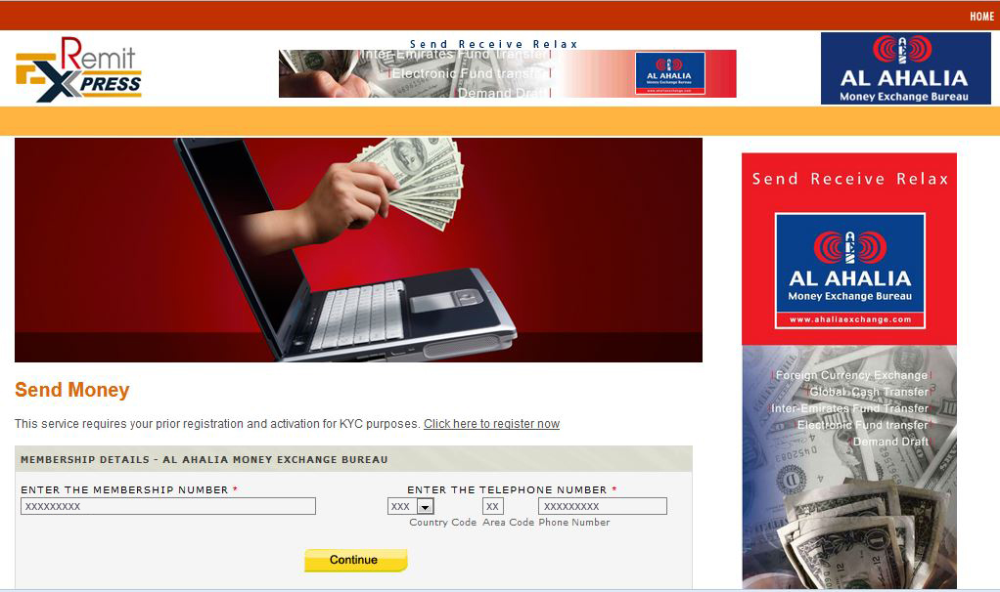 HOME
Remit
EXPRESS
Send Receive Relax
Inter-Emirates Fund Transfer
Electronic Fund transfer
Demand Draft
AL AHALIA
Money Exchange Bureau
www.ahaliaexchange.com
AL AHALIA
Money Exchange Bureau
Send Receive Relax
AL AHALIA
Money Exchange Bureau
www.ahaliaexchange.com
Foreign Currency Exchange
Global Cash Transfer
Inter-Emirates Fund Transfer
Electronic Fund transfer
Demand Draft
Send Money
This service requires your prior registration and activation for KYC purposes. Click here to register now
MEMBERSHIP DETAILS - AL AHALIA MONEY EXCHANGE BUREAU
ENTER THE MEMBERSHIP NUMBER * ENTER THE TELEPHONE NUMBER *
XXXXXXXXX XXX XX XXXXXXXXX
Country Code Area Code Phone Number
Continue